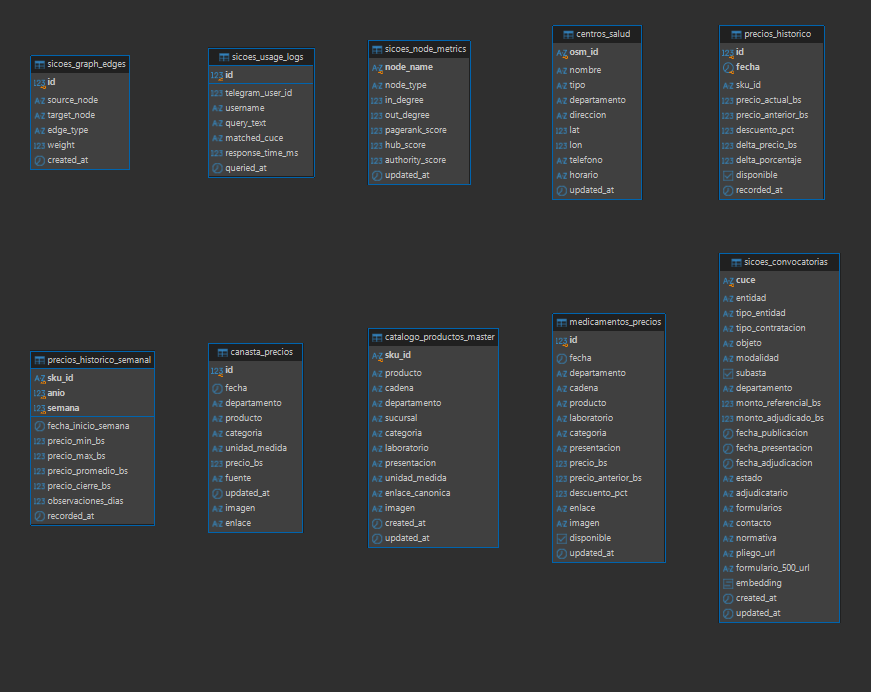 sicoes_graph_edges
id
source_node
target_node
edge_type
weight
created_at
sicoes_usage_logs
id
telegram_user_id
username
query_text
matched_cuce
response_time_ms
queried_at
sicoes_node_metrics
node_name
node_type
in_degree
out_degree
pagerank_score
hub_score
authority_score
updated_at
centros_salud
osm_id
nombre
tipo
departamento
direccion
lat
lon
telefono
horario
updated_at
precios_historico
id
fecha
sku_id
precio_actual_bs
precio_anterior_bs
descuento_pct
delta_precio_bs
delta_porcentaje
disponible
recorded_at
precios_historico_semanal
sku_id
anio
semana
fecha_inicio_semana
precio_min_bs
precio_max_bs
precio_promedio_bs
precio_cierre_bs
observaciones_dias
recorded_at
canasta_precios
id
fecha
departamento
producto
categoria
unidad_medida
precio_bs
fuente
updated_at
imagen
enlace
catalogo_productos_master
sku_id
producto
cadena
departamento
sucursal
categoria
laboratorio
presentacion
unidad_medida
enlace_canonica
imagen
created_at
updated_at
medicamentos_precios
id
fecha
departamento
cadena
producto
laboratorio
categoria
presentacion
precio_bs
precio_anterior_bs
descuento_pct
enlace
imagen
disponible
updated_at
sicoes_convocatorias
cuce
entidad
tipo_entidad
tipo_contratacion
objeto
modalidad
subasta
departamento
monto_referencial_bs
monto_adjudicado_bs
fecha_publicacion
fecha_presentacion
fecha_adjudicacion
estado
adjudicatario
formularios
contacto
normativa
pliego_url
formulario_500_url
embedding
created_at
updated_at